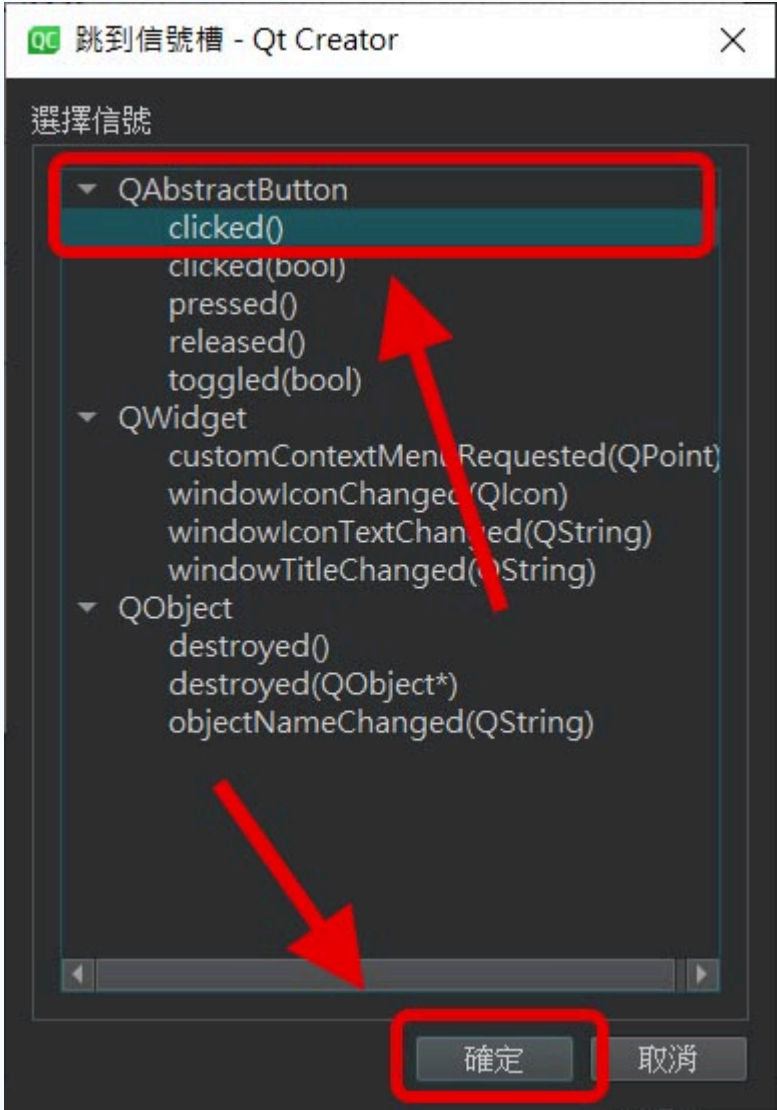 QC 跳到信號槽 - Qt Creator
選擇信號
QAbstractButton
clicked()
clicked(bool)
pressed()
released()
toggled(bool)
QWidget
customContextMenuRequested(QPoint)
windowIconChanged(QIcon)
windowIconTextChanged(QString)
windowTitleChanged(QString)
QObject
destroyed()
destroyed(QObject*)
objectNameChanged(QString)
確定 取消